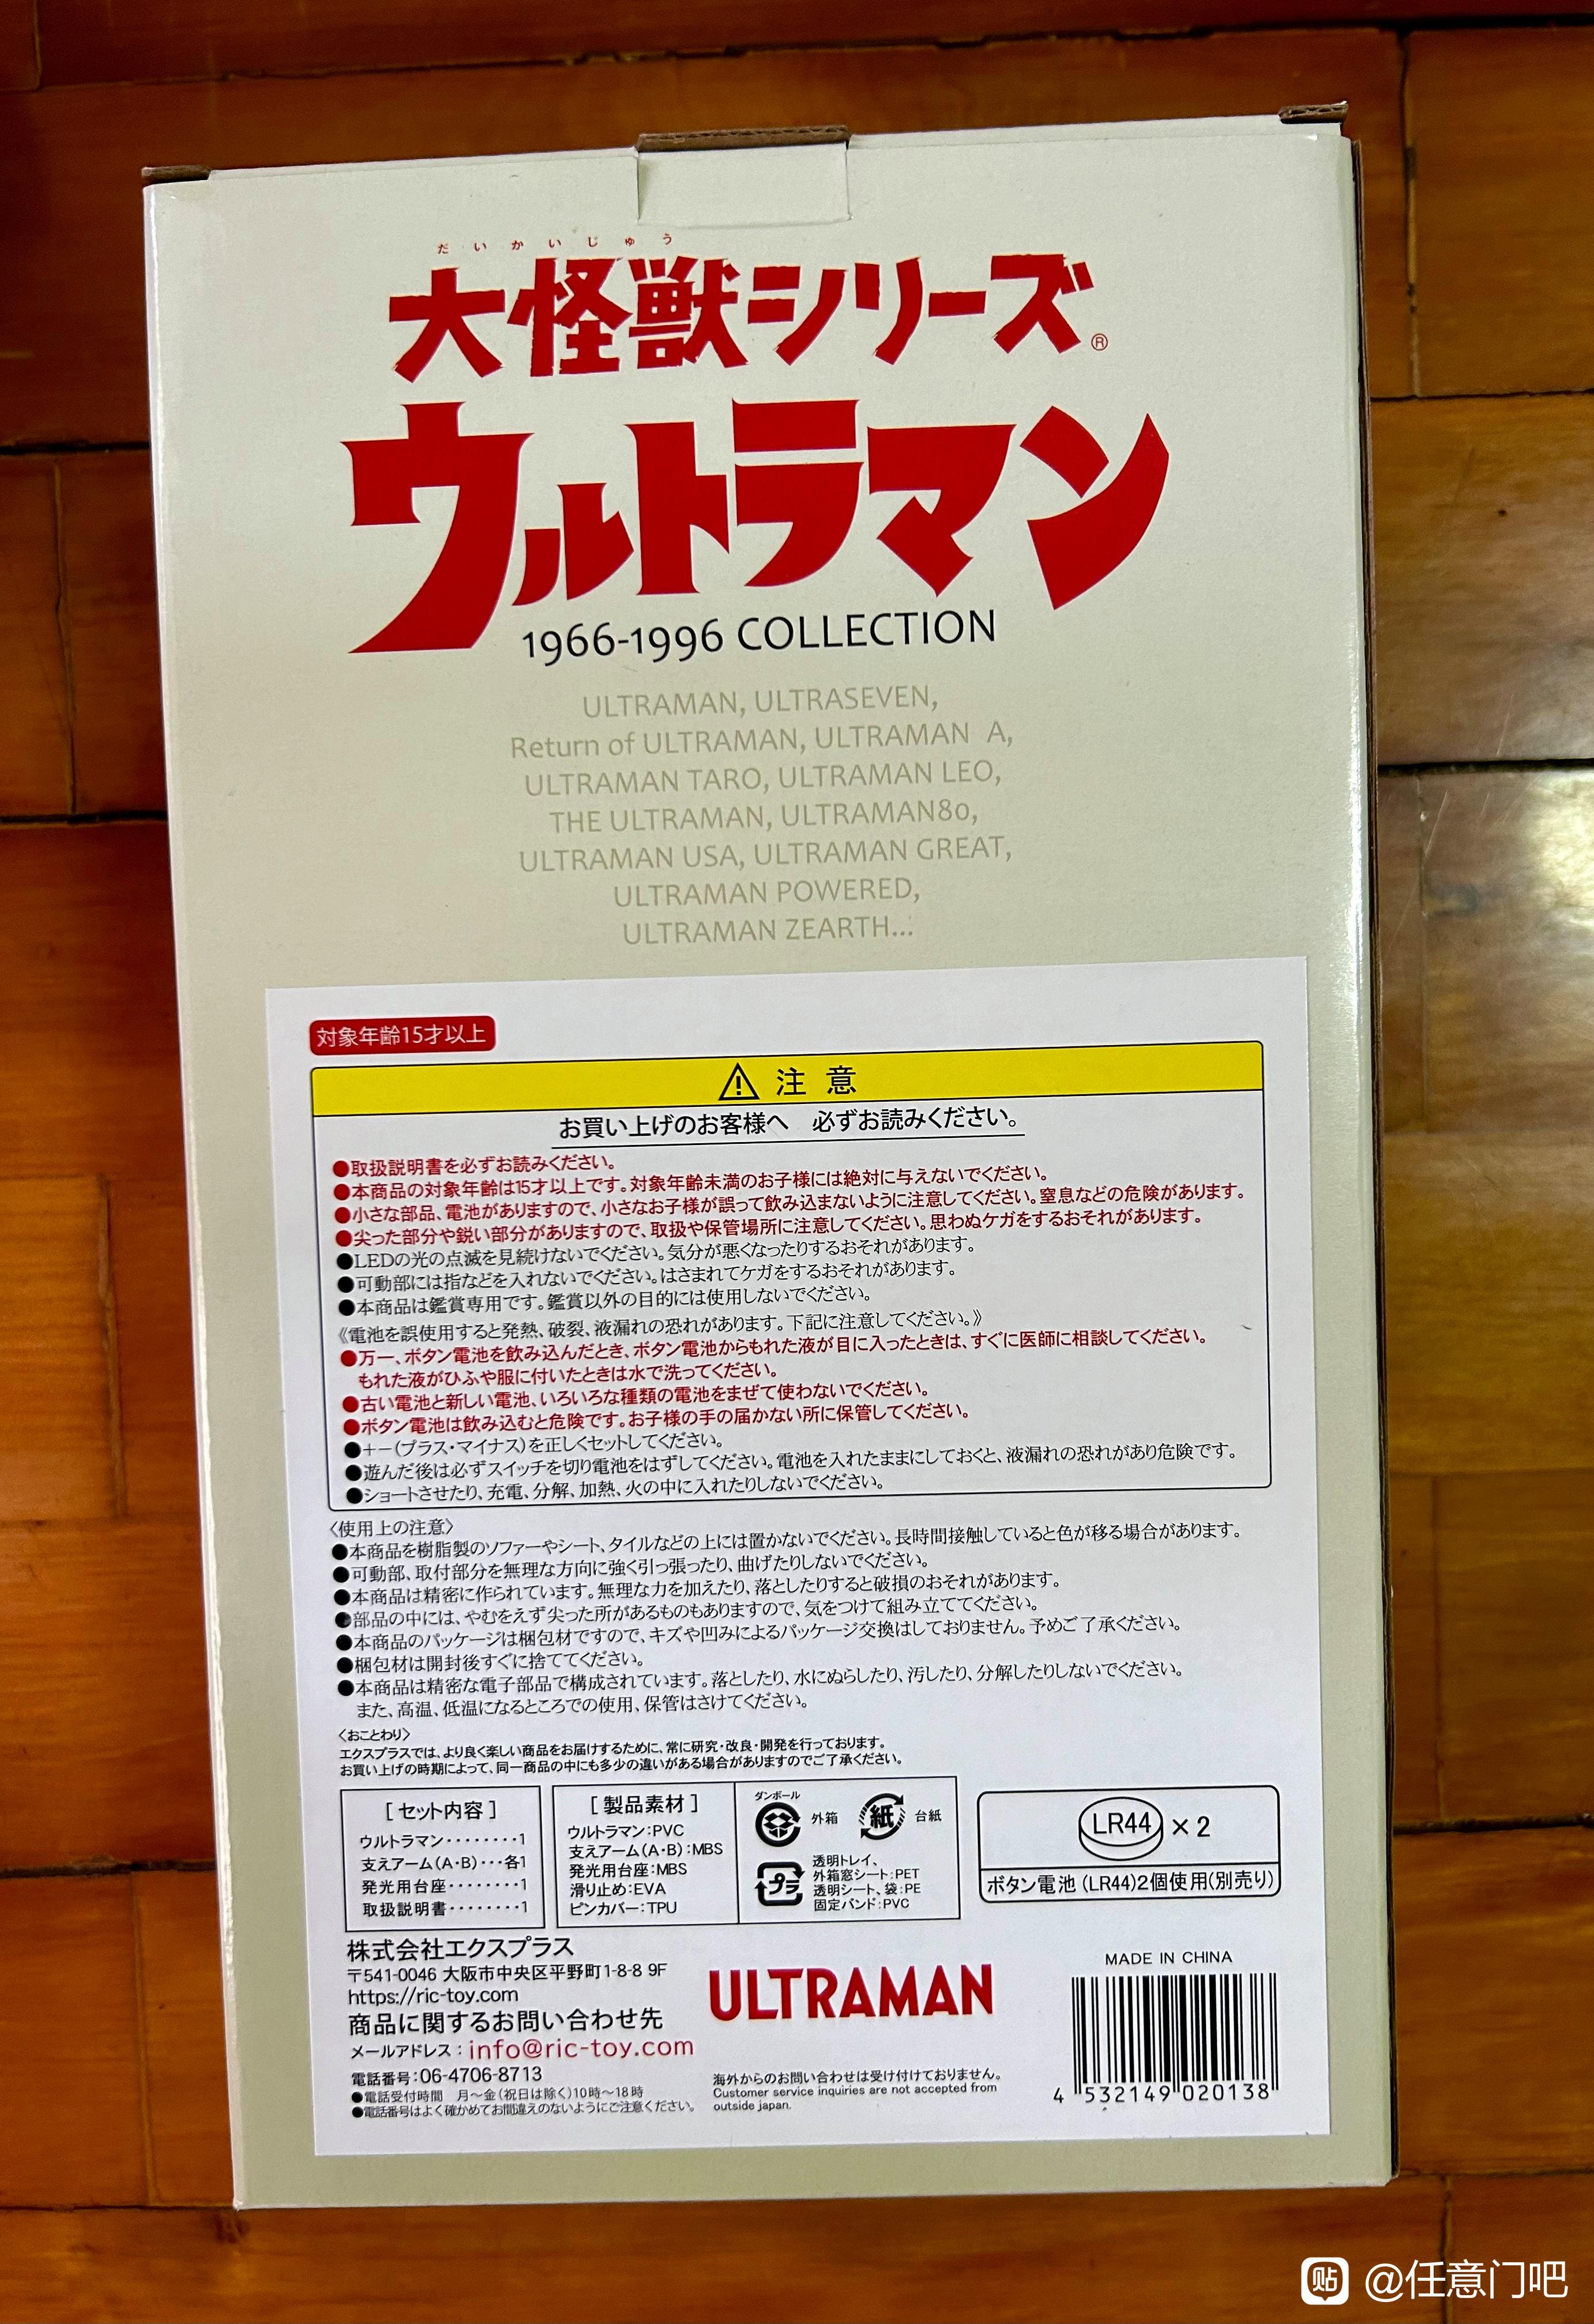 だいかいじゅう
大怪獣シリーズ®
ウルトラマン
1966-1996 COLLECTION
ULTRAMAN, ULTRASEVEN,
Return of ULTRAMAN, ULTRAMAN A,
ULTRAMAN TARO, ULTRAMAN LEO,
THE ULTRAMAN, ULTRAMAN80,
ULTRAMAN USA, ULTRAMAN GREAT,
ULTRAMAN POWERED,
ULTRAMAN ZEARTH...
対象年齢15才以上
注意
お買い上げのお客様へ 必ずお読みください。
●取扱説明書を必ずお読みください。
●本商品の対象年齢は15才以上です。対象年齢未満のお子様には絶対に与えないでください。
●小さな部品、電池がありますので、小さなお子様が誤って飲み込まないように注意してください。窒息などの危険があります。
●尖った部分や鋭い部分がありますので、取扱や保管場所に注意してください。思わぬケガをするおそれがあります。
●LEDの光の点滅を見続けないでください。気分が悪くなったりするおそれがあります。
●可動部には指などを入れないでください。はさまれてケガをするおそれがあります。
●本商品は鑑賞専用です。鑑賞以外の目的には使用しないでください。
《電池を誤使用すると発熱、破裂、液漏れの恐れがあります。下記に注意してください。》
●万一、ボタン電池を飲み込んだとき、ボタン電池からもれた液が目に入ったときは、すぐに医師に相談してください。
もれた液がひふや服に付いたときは水で洗ってください。
●古い電池と新しい電池、いろいろな種類の電池をまぜて使わないでください。
●ボタン電池は飲み込むと危険です。お子様の手の届かない所に保管してください。
●+−(プラス・マイナス)を正しくセットしてください。
●遊んだ後は必ずスイッチを切り電池をはずしてください。電池を入れたままにしておくと、液漏れの恐れがあり危険です。
●ショートさせたり、充電、分解、加熱、火の中に入れたりしないでください。
〈使用上の注意〉
●本商品を樹脂製のソファーやシート、タイルなどの上には置かないでください。長時間接触していると色が移る場合があります。
●可動部、取付部分を無理な方向に強く引っ張ったり、曲げたりしないでください。
●本商品は精密に作られています。無理な力を加えたり、落としたりすると破損のおそれがあります。
●部品の中には、やむをえず尖った所があるものもありますので、気をつけて組み立ててください。
●本商品のパッケージは梱包材ですので、キズや凹みによるパッケージ交換はしておりません。予めご了承ください。
●梱包材は開封後すぐに捨ててください。
●本商品は精密な電子部品で構成されています。落としたり、水にぬらしたり、汚したり、分解したりしないでください。
また、高温、低温になるところでの使用、保管はさけてください。
〈おことわり〉
エクスプラスでは、より良く楽しい商品をお届けするために、常に研究・改良・開発を行っております。
お買い上げの時期によって、同一商品の中にも多少の違いがある場合がありますのでご了承ください。
[セット内容]
ウルトラマン・・・・・・・・1
支えアーム(A・B)・・・各1
発光用台座・・・・・・・・1
取扱説明書・・・・・・・・1
[製品素材]
ウルトラマン:PVC
支えアーム(A・B):MBS
発光用台座:MBS
滑り止め:EVA
ピンカバー:TPU
ダンボール
外箱
紙
台紙
プラ
透明トレイ、
外箱窓シート:PET
透明シート、袋:PE
固定バンド:PVC
LR44 × 2
ボタン電池(LR44)2個使用(別売り)
株式会社エクスプラス
〒541-0046 大阪市中央区平野町1-8-8 9F
https://ric-toy.com
商品に関するお問い合わせ先
メールアドレス:info@ric-toy.com
電話番号:06-4706-8713
●電話受付時間 月～金(祝日は除く)10時～18時
●電話番号はよく確かめてお間違えのないようにご注意ください。
ULTRAMAN
海外からのお問い合わせは受け付けておりません。
Customer service inquiries are not accepted from
outside japan.
MADE IN CHINA
4 532149 020138
贴 @任意门吧